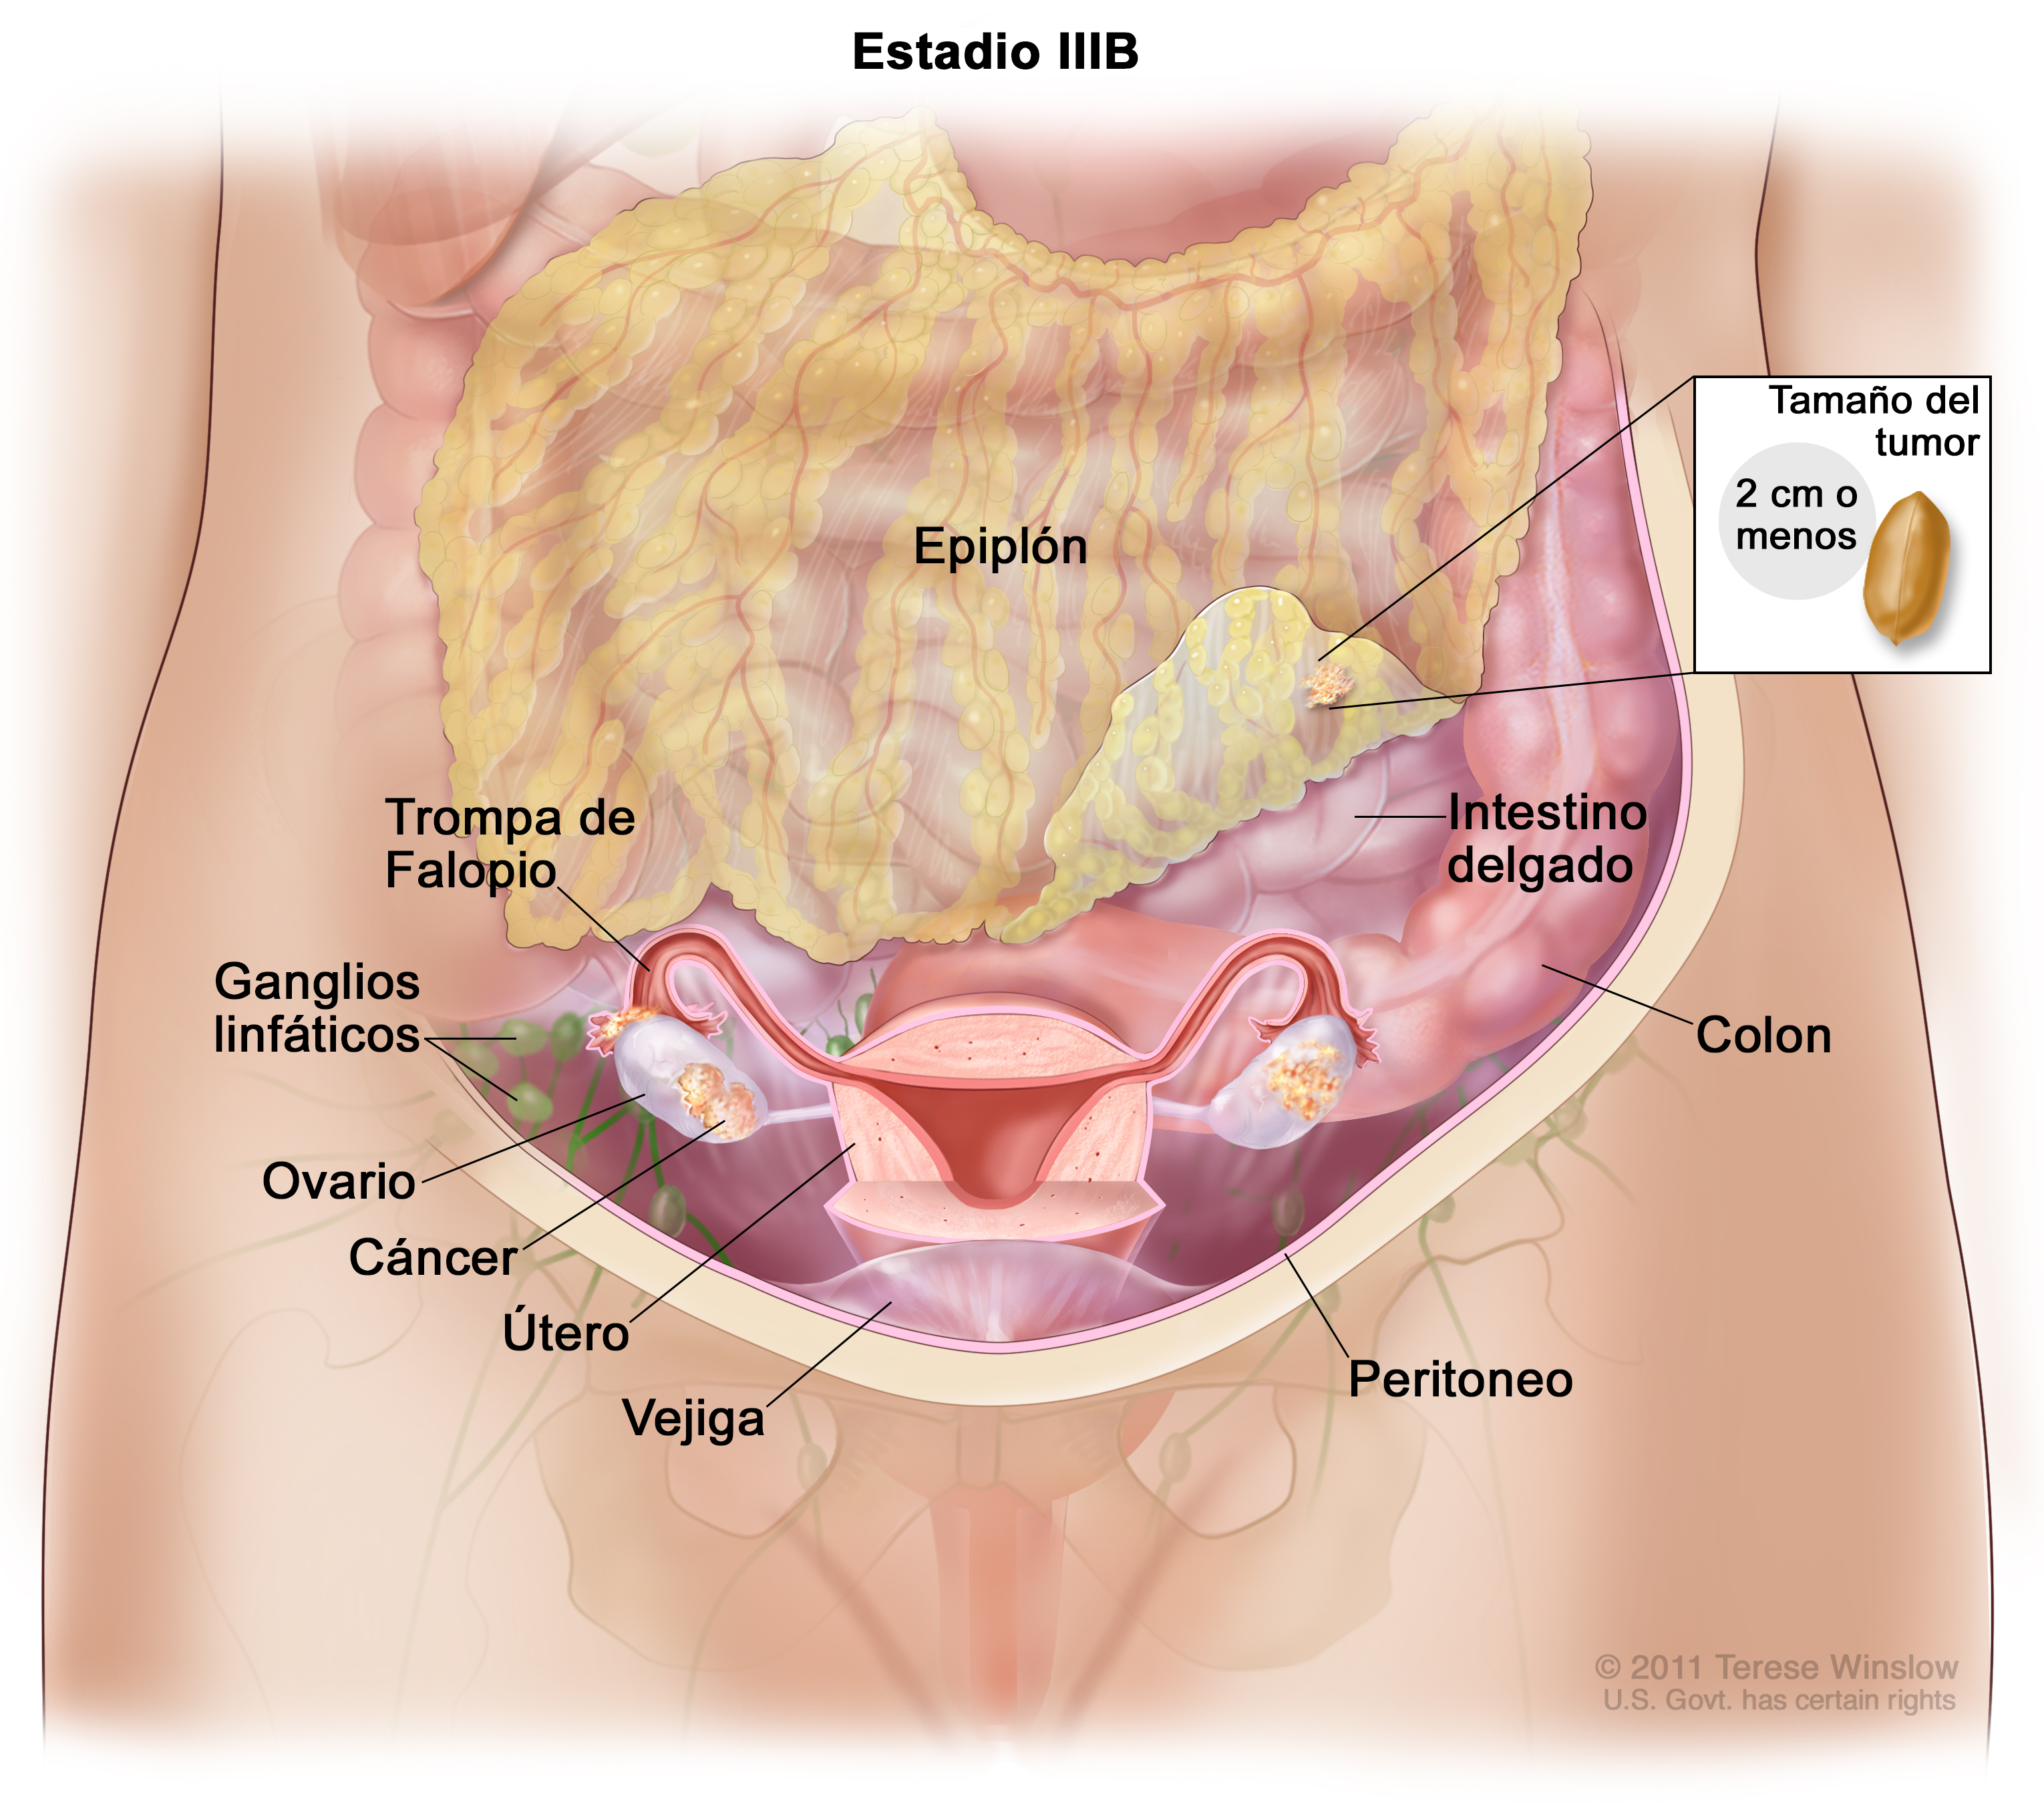 Estadio IIIB
Tamaño del
tumor
2 cm o
menos
Epiplón
Trompa de
Falopio
Intestino
delgado
Ganglios
linfáticos
Colon
Ovario
Cáncer
Útero
Peritoneo
Vejiga
© 2011 Terese Winslow
U.S. Govt. has certain rights